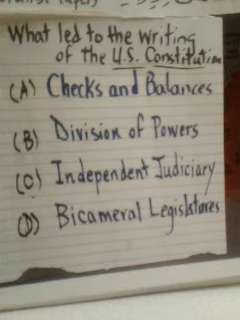 What led to the writing
of the U.S. Constitution
(A) Checks and Balances
(B) Division of Powers
(C) Independent Judiciary
(D) Bicameral Legislatures